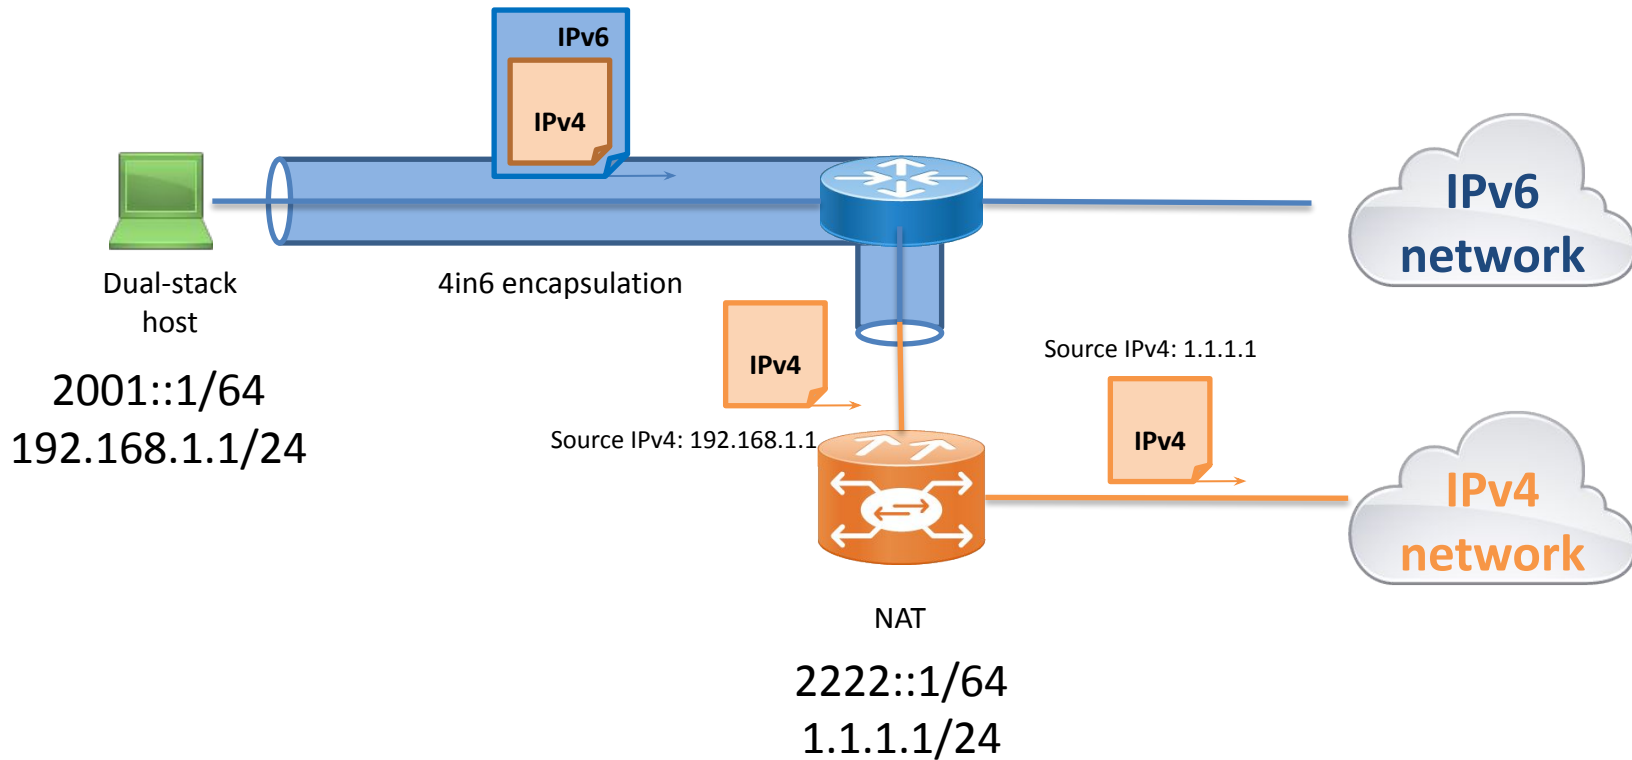 IPv6
IPv4
Dual-stack
host
4in6 encapsulation
IPv6
network
2001::1/64
192.168.1.1/24
IPv4
Source IPv4: 192.168.1.1
Source IPv4: 1.1.1.1
IPv4
IPv4
network
NAT
2222::1/64
1.1.1.1/24